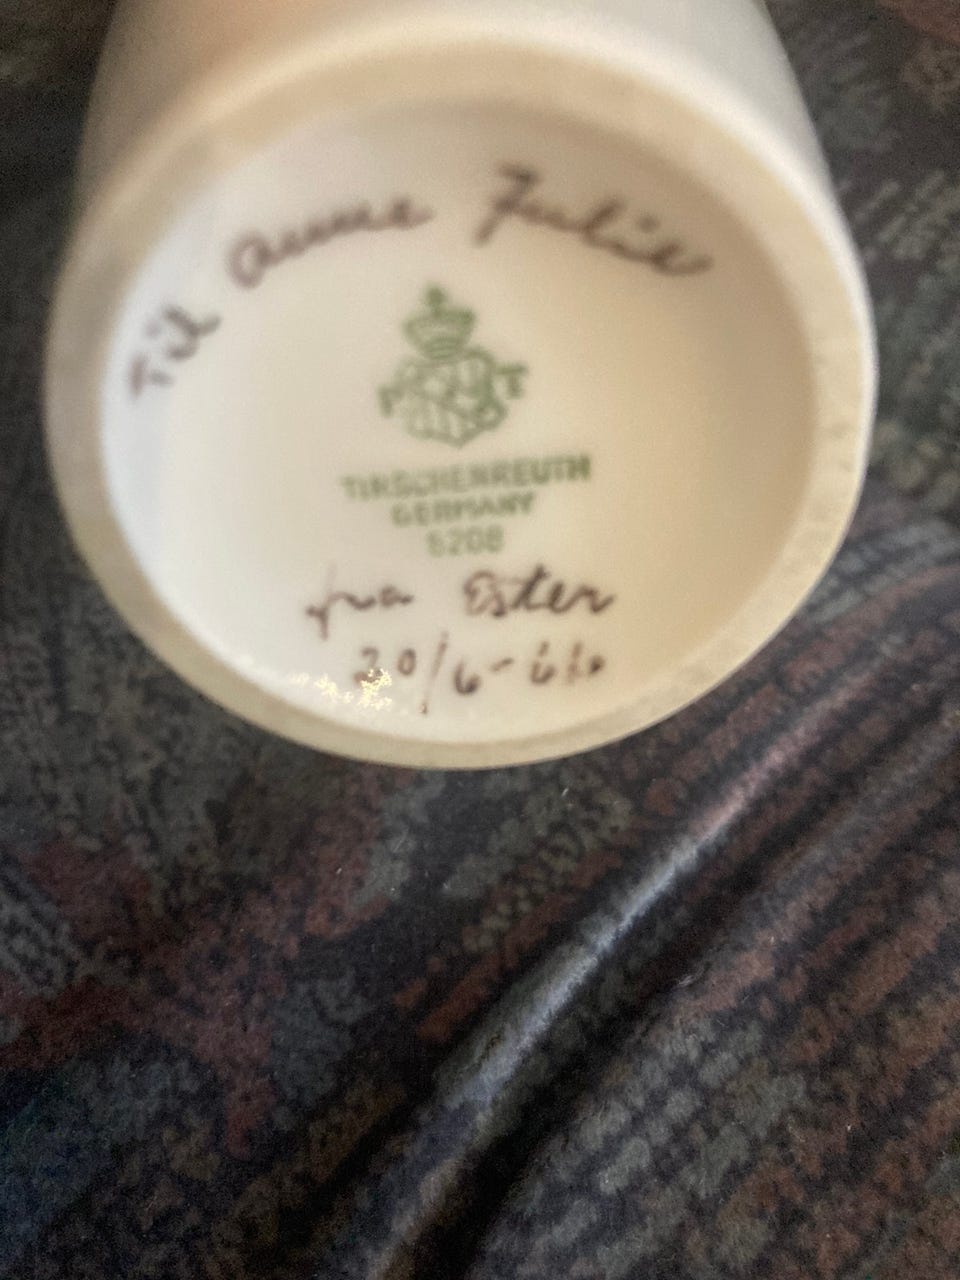 Til Anne Julie
P T
TIRSCHENREUTH
GERMANY
5208
fra Ester
20/6-66